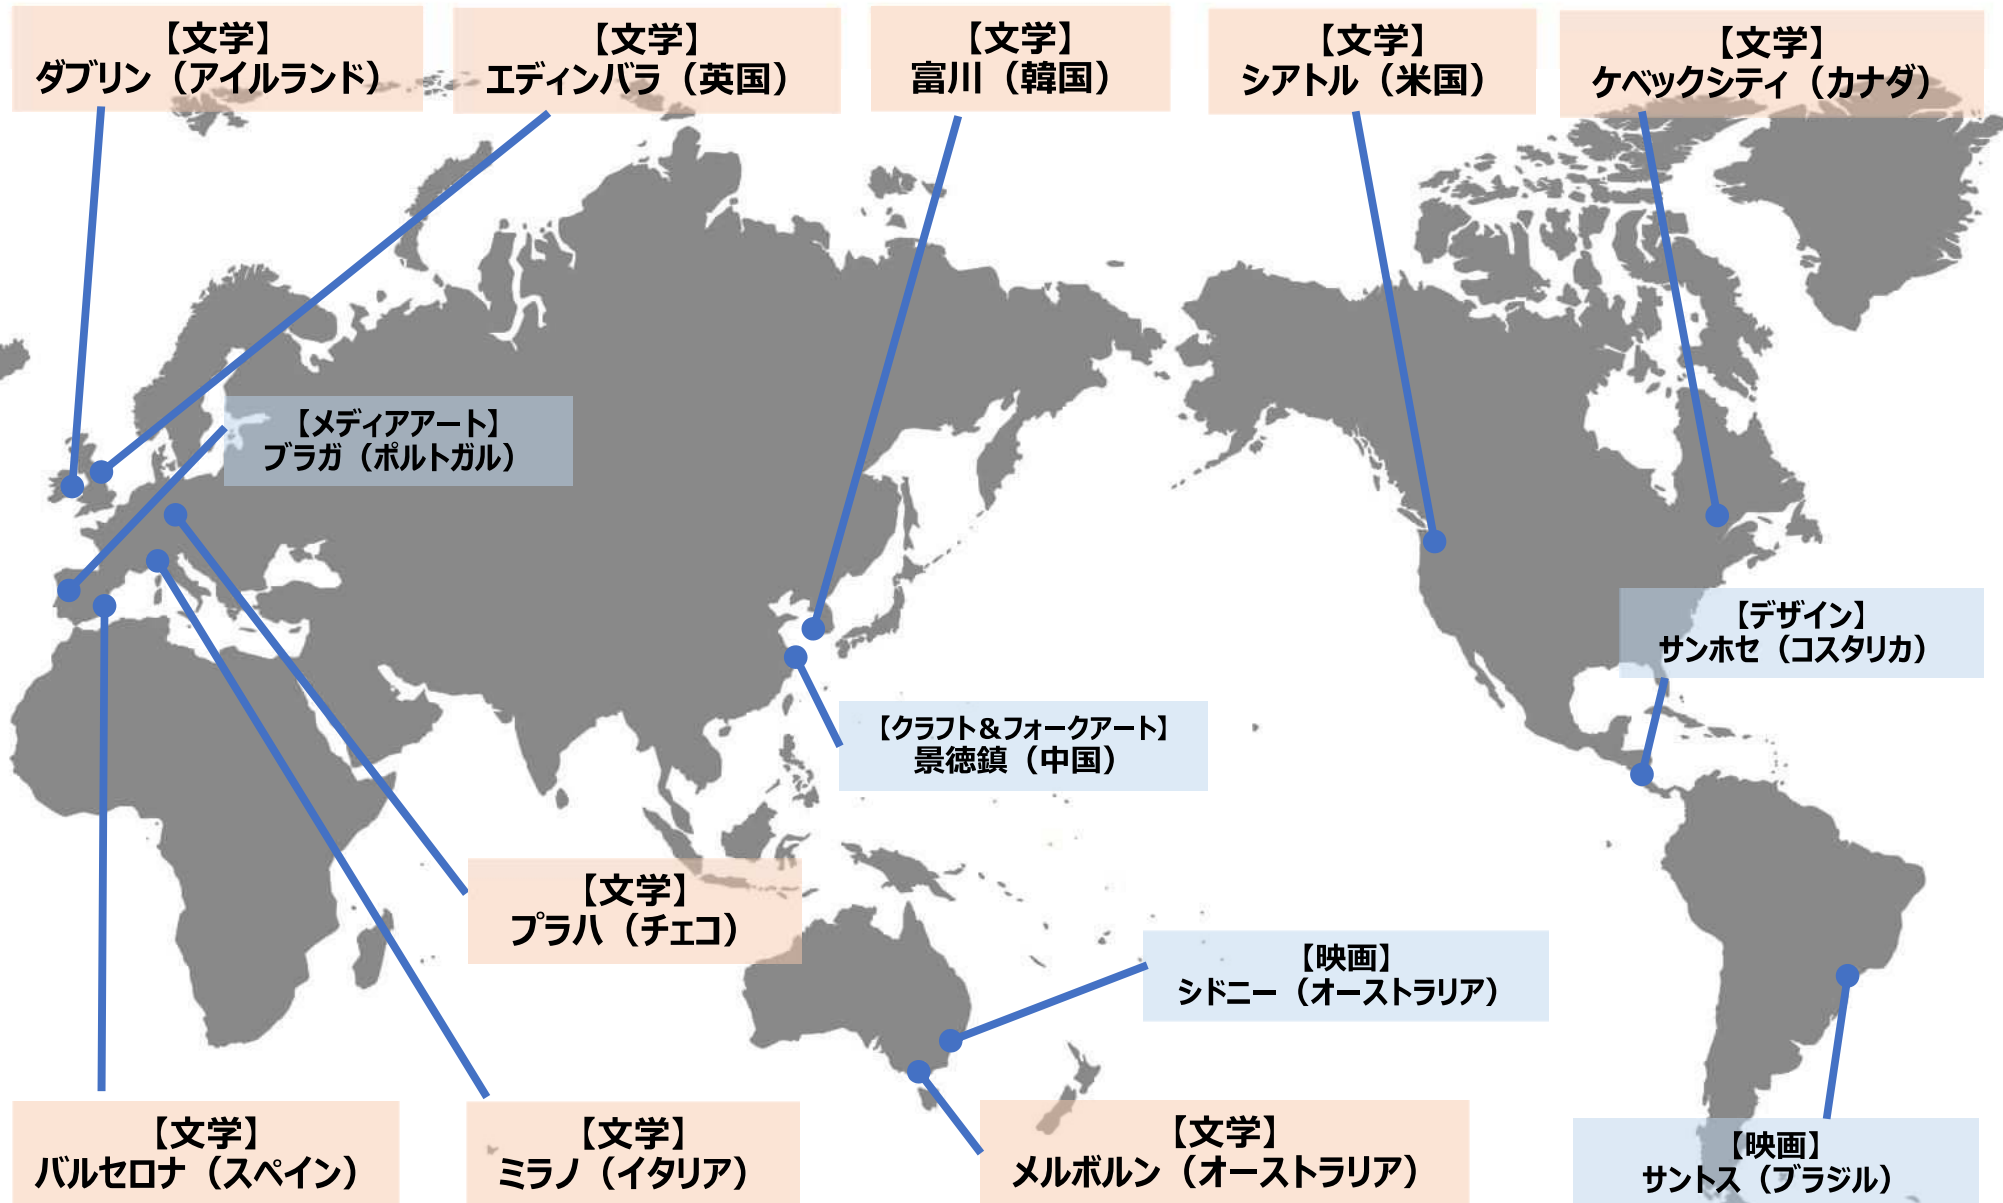 【文学】
ダブリン（アイルランド）
【文学】
エディンバラ（英国）
【文学】
富川（韓国）
【文学】
シアトル（米国）
【文学】
ケベックシティ（カナダ）
【メディアアート】
ブラガ（ポルトガル）
【デザイン】
サンホセ（コスタリカ）
【クラフト＆フォークアート】
景徳鎮（中国）
【文学】
プラハ（チェコ）
【映画】
シドニー（オーストラリア）
【文学】
バルセロナ（スペイン）
【文学】
ミラノ（イタリア）
【文学】
メルボルン（オーストラリア）
【映画】
サントス（ブラジル）